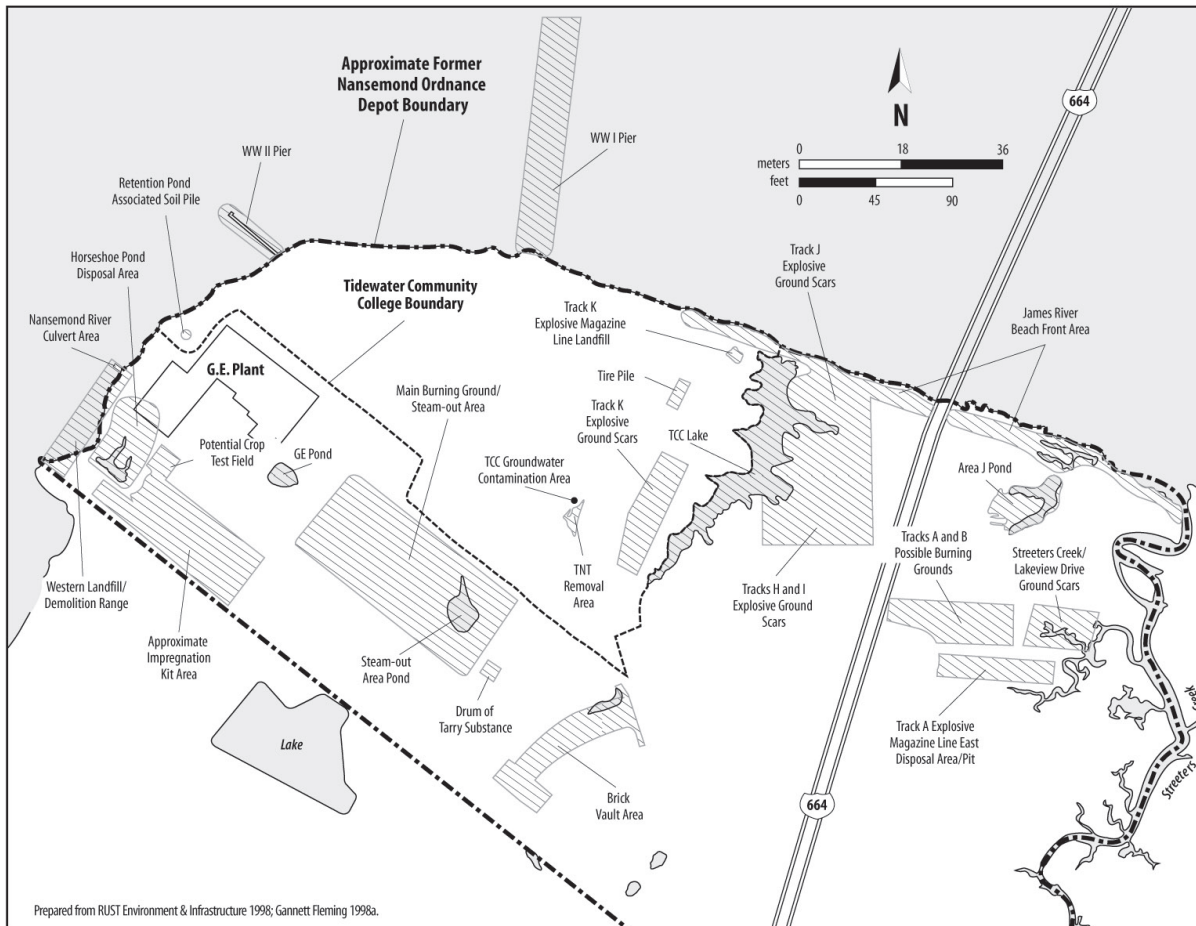 Approximate Former
Nansemond Ordnance
Depot Boundary
WW II Pier
WW I Pier
N
664
0 18 36
meters
feet
0 45 90
Retention Pond
Associated Soil Pile
Horseshoe Pond
Disposal Area
Nansemond River
Culvert Area
Tidewater Community
College Boundary
G.E. Plant
Track J
Explosive
Ground Scars
Track K
Explosive Magazine
Line Landfill
James River
Beach Front Area
Tire Pile
Main Burning Ground/
Steam-out Area
Track K
Explosive
Ground Scars
TCC Lake
Potential Crop
Test Field
GE Pond
TCC Groundwater
Contamination Area
Area J Pond
Tracks A and B
Possible Burning
Grounds
Streeters Creek/
Lakeview Drive
Ground Scars
Western Landfill/
Demolition Range
TNT
Removal
Area
Tracks H and I
Explosive Ground
Scars
Approximate
Impregnation
Kit Area
Steam-out
Area Pond
Drum of
Tarry Substance
Lake
Track A Explosive
Magazine Line East
Disposal Area/Pit
Brick
Vault Area
664
Streeters Creek
Prepared from RUST Environment & Infrastructure 1998; Gannett Fleming 1998a.